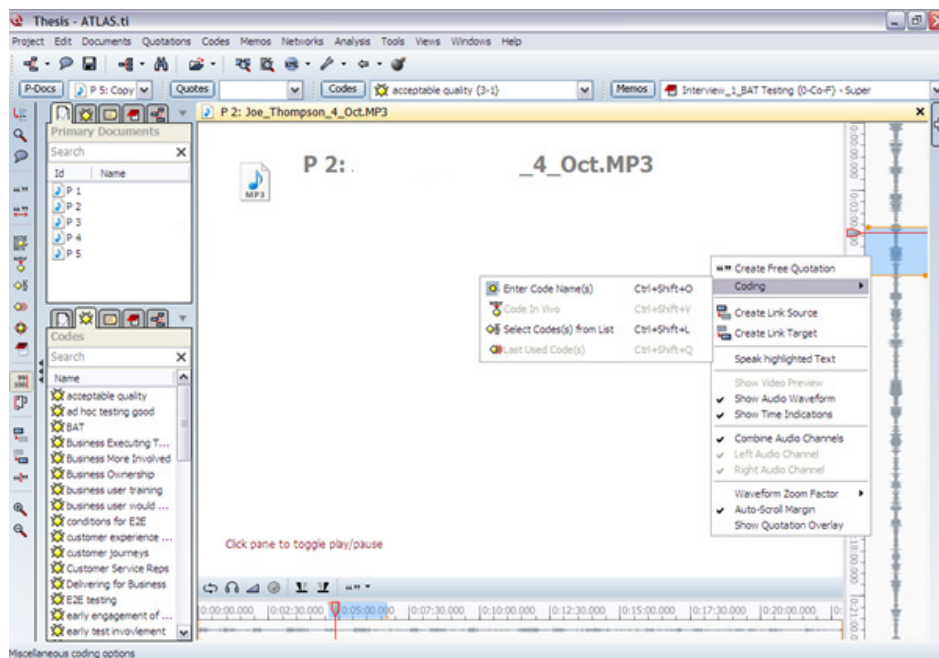 Thesis - ATLAS.ti
Project Edit Documents Quotations Codes Memos Networks Analysis Tools Views Windows Help
P-Docs P 5: Copy Quotes Codes acceptable quality {3-1} Memos Interview_1_BAT Testing {0-Co-F} - Super
P 2: Joe_Thompson_4_Oct.MP3
Primary Documents
Search
Id Name
P 1
P 2
P 3
P 4
P 5
P 2: _4_Oct.MP3
MP3
Codes
Search
Name
acceptable quality
ad hoc testing good
BAT
Business Executing T...
Business More Involved
Business Ownership
business user training
business user would ...
conditions for E2E
customer experience ...
customer journeys
Customer Service Reps
Delivering for Business
E2E testing
early engagement of ...
early test invovlement
Enter Code Name(s) Ctrl+Shift+O
Code In Vivo Ctrl+Shift+V
Select Codes(s) from List Ctrl+Shift+L
Last Used Code(s) Ctrl+Shift+Q
Create Free Quotation
Coding
Create Link Source
Create Link Target
Speak highlighted Text
Show Video Preview
Show Audio Waveform
Show Time Indications
Combine Audio Channels
Left Audio Channel
Right Audio Channel
Waveform Zoom Factor
Auto-Scroll Margin
Show Quotation Overlay
Click pane to toggle play/pause
0:00:00.000 0:02:30.000 0:05:00.000 0:07:30.000 0:10:00.000 0:12:30.000 0:15:00.000 0:17:30.000 0:20:00.000
Miscellaneous coding options